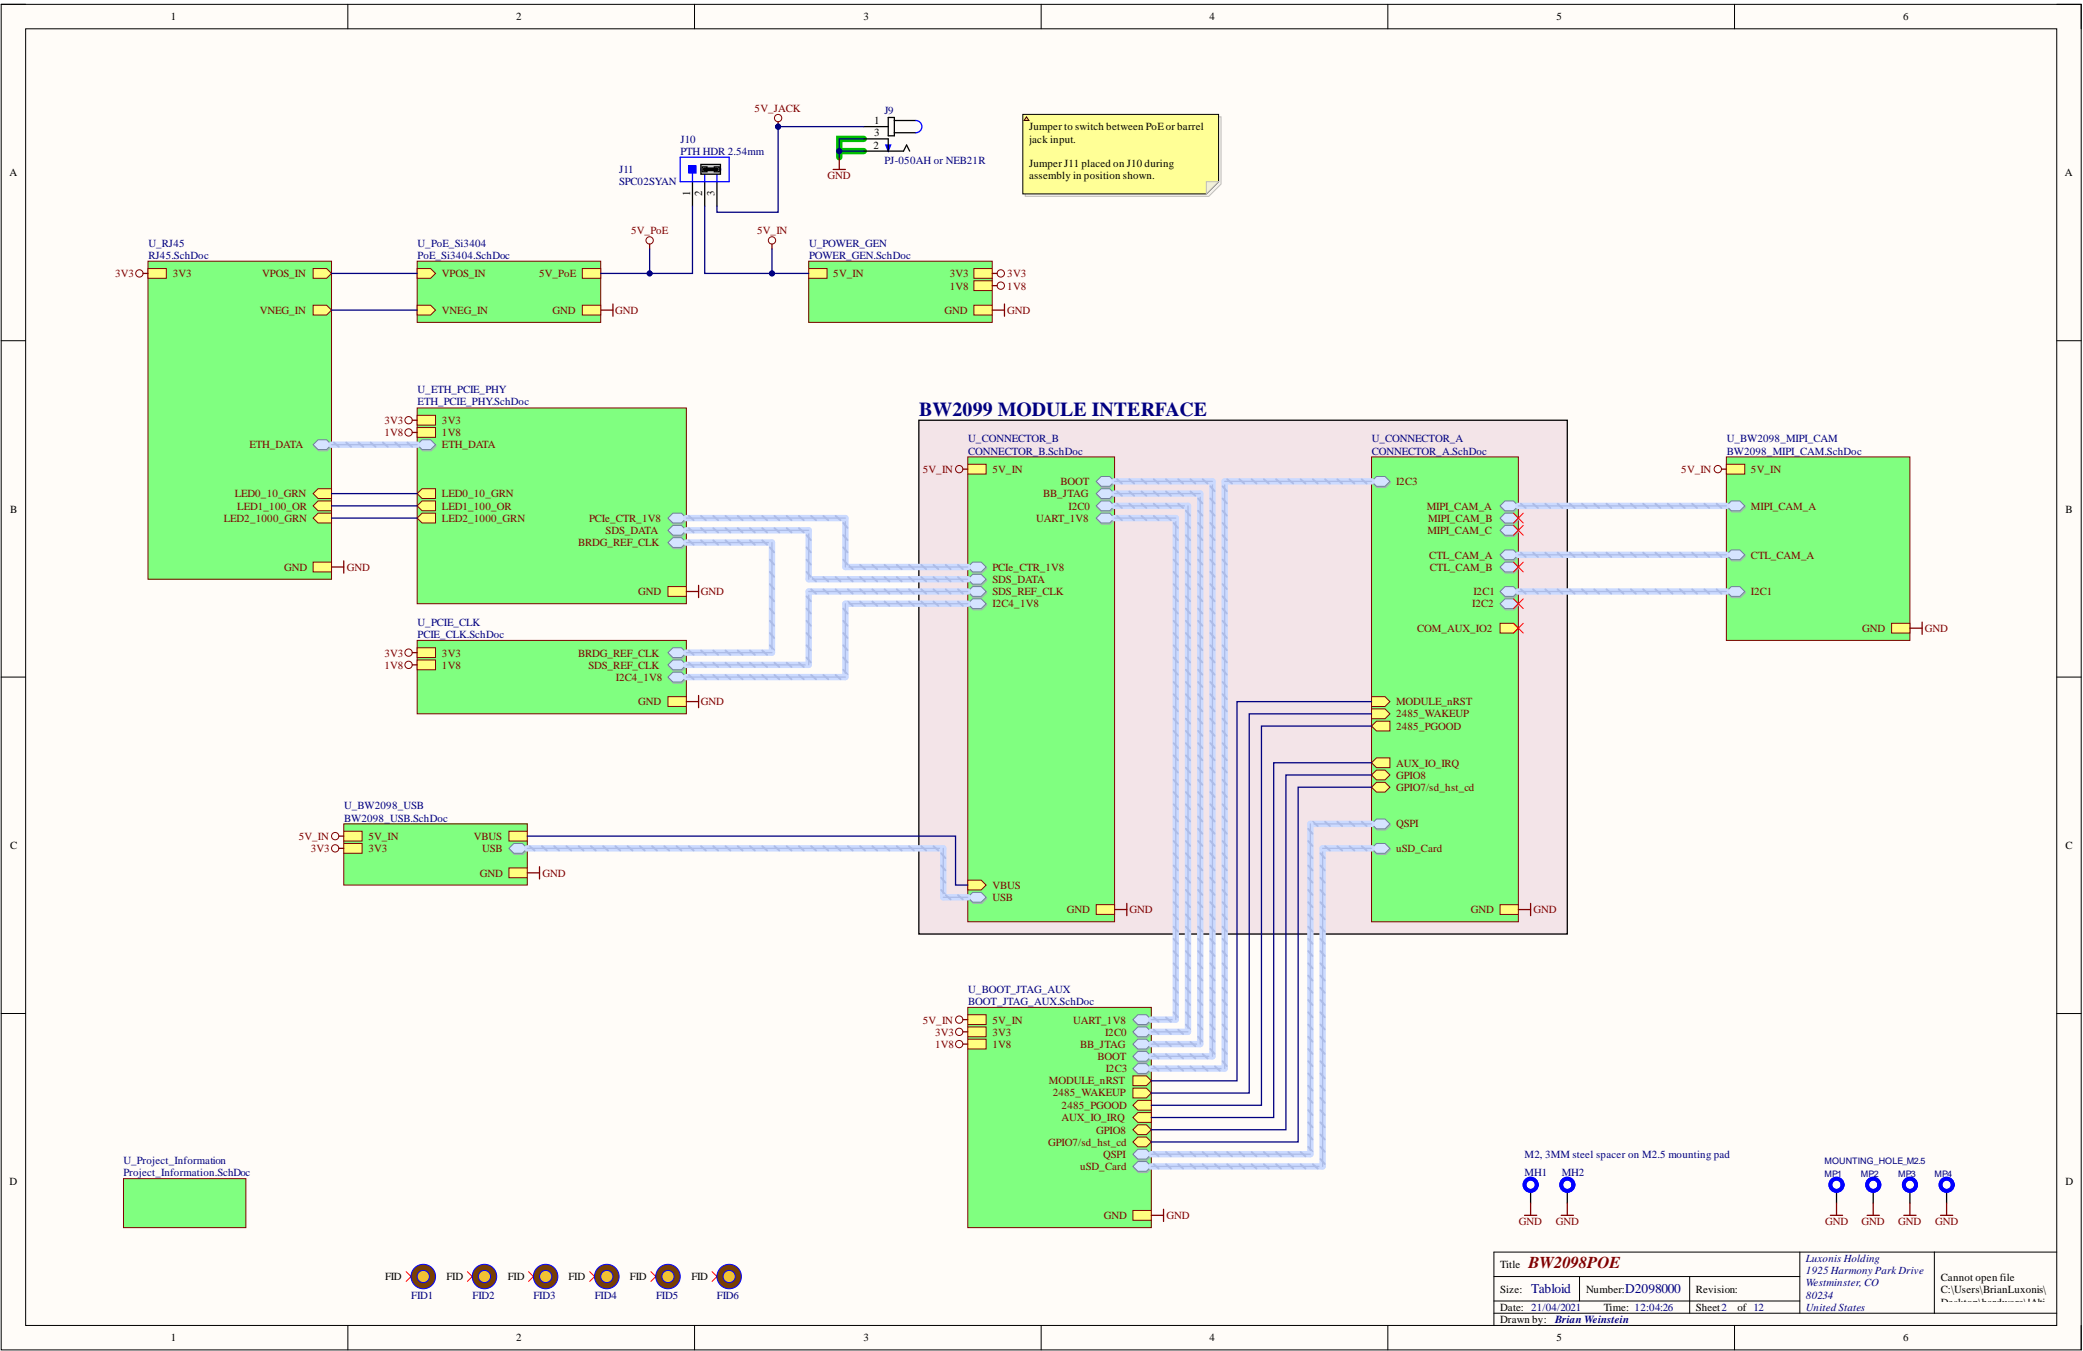 1 2 3 4 5 6
A
B
C
D
A
B
C
D
1 2 3 4 5 6
5V_JACK
J9
1
3
2
PJ-050AH or NEB21R
GND
J10
PTH HDR 2.54mm
J11
SPC02SYAN
1 2 3
Jumper to switch between PoE or barrel
jack input.
Jumper J11 placed on J10 during
assembly in position shown.
5V_PoE
5V_IN
U_RJ45
RJ45.SchDoc
3V3 3V3
VPOS_IN
VNEG_IN
ETH_DATA
LED0_10_GRN
LED1_100_OR
LED2_1000_GRN
GND GND
U_PoE_Si3404
PoE_Si3404.SchDoc
VPOS_IN 5V_PoE
VNEG_IN GND GND
U_POWER_GEN
POWER_GEN.SchDoc
5V_IN 3V3 3V3
1V8 1V8
GND GND
U_ETH_PCIE_PHY
ETH_PCIE_PHY.SchDoc
3V3 3V3
1V8 1V8
ETH_DATA
LED0_10_GRN
LED1_100_OR
LED2_1000_GRN
PCIe_CTR_1V8
SDS_DATA
BRDG_REF_CLK
GND GND
U_PCIE_CLK
PCIE_CLK.SchDoc
3V3 3V3 BRDG_REF_CLK
1V8 1V8 SDS_REF_CLK
I2C4_1V8
GND GND
BW2099 MODULE INTERFACE
U_CONNECTOR_B
CONNECTOR_B.SchDoc
5V_IN 5V_IN
BOOT
BB_JTAG
I2C0
UART_1V8
PCIe_CTR_1V8
SDS_DATA
SDS_REF_CLK
I2C4_1V8
VBUS
USB
GND GND
U_CONNECTOR_A
CONNECTOR_A.SchDoc
I2C3
MIPI_CAM_A
MIPI_CAM_B
MIPI_CAM_C
CTL_CAM_A
CTL_CAM_B
I2C1
I2C2
COM_AUX_IO2
MODULE_nRST
2485_WAKEUP
2485_PGOOD
AUX_IO_IRQ
GPIO8
GPIO7/sd_hst_cd
QSPI
uSD_Card
GND GND
U_BW2098_MIPI_CAM
BW2098_MIPI_CAM.SchDoc
5V_IN 5V_IN
MIPI_CAM_A
CTL_CAM_A
I2C1
GND GND
U_BW2098_USB
BW2098_USB.SchDoc
5V_IN 5V_IN VBUS
3V3 3V3 USB
GND GND
U_BOOT_JTAG_AUX
BOOT_JTAG_AUX.SchDoc
5V_IN 5V_IN UART_1V8
3V3 3V3 I2C0
1V8 1V8 BB_JTAG
BOOT
I2C3
MODULE_nRST
2485_WAKEUP
2485_PGOOD
AUX_IO_IRQ
GPIO8
GPIO7/sd_hst_cd
QSPI
uSD_Card
GND GND
U_Project_Information
Project_Information.SchDoc
FID FID FID FID FID FID
FID1 FID2 FID3 FID4 FID5 FID6
M2, 3MM steel spacer on M2.5 mounting pad
MH1 MH2
GND GND
MOUNTING_HOLE_M2.5
MP1 MP2 MP3 MP4
GND GND GND GND
Title BW2098POE
Size: Tabloid Number:D2098000 Revision:
Date: 21/04/2021 Time: 12:04:26 Sheet2 of 12
Drawn by: Brian Weinstein
Luxonis Holding
1925 Harmony Park Drive
Westminster, CO
80234
United States
Cannot open file
C:\Users\BrianLuxonis\